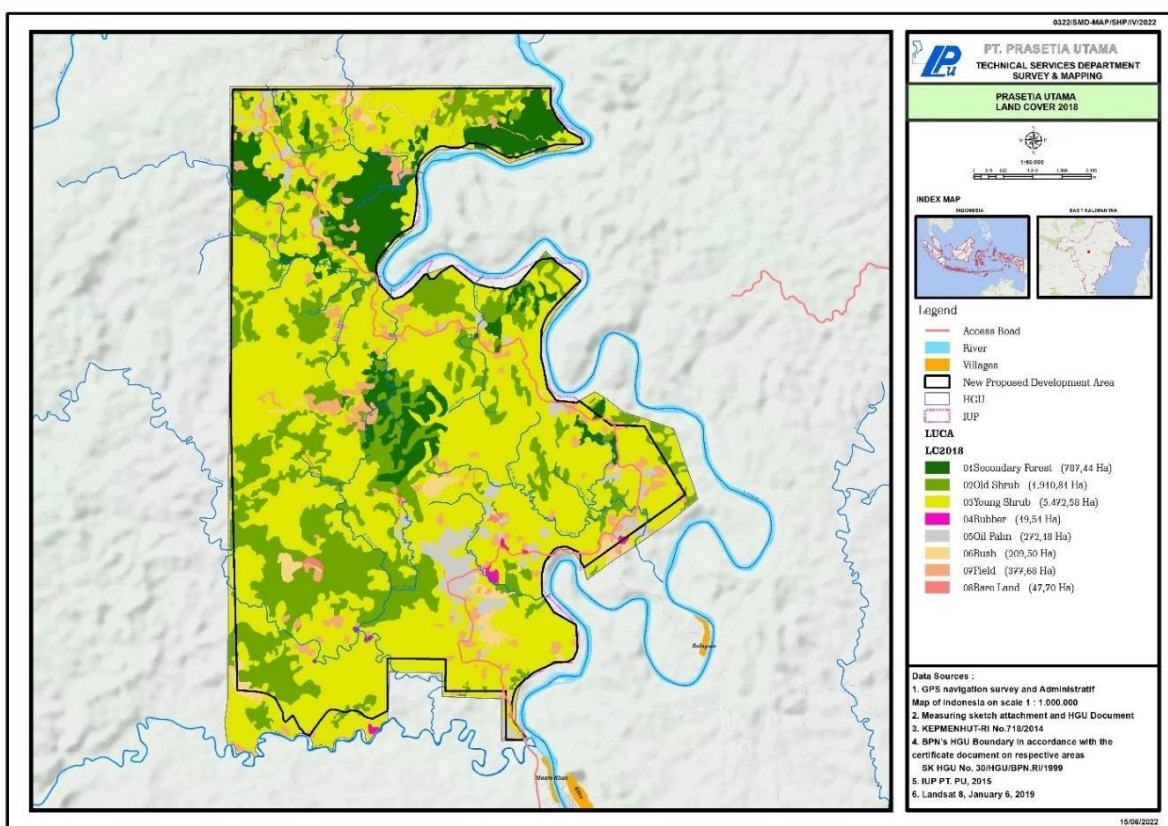 0322/SMD-MAP/SHP/IV/2022
PT. PRASETIA UTAMA
TECHNICAL SERVICES DEPARTMENT
SURVEY & MAPPING
PRASETIA UTAMA
LAND COVER 2018
1:60.000
INDEX MAP
INDONESIA
EAST KALIMANTAN
Legend
Access Road
River
Villages
New Proposed Development Area
HGU
IUP
LUCA
LC2018
01Secondary Forest (787,44 Ha)
02Old Shrub (1.910,81 Ha)
03Young Shrub (5.472,58 Ha)
04Rubber (19,51 Ha)
05Oil Palm (272,48 Ha)
06Bush (209,50 Ha)
07Field (377,68 Ha)
08Bare Land (47,70 Ha)
Data Sources :
1. GPS navigation survey and Administratif
Map of Indonesia on scale 1 : 1.000.000
2. Measuring sketch attachment and HGU Document
3. KEPMENHUT-RI No.718/2014
4. BPN's HGU Boundary in accordance with the
certificate document on respective areas
SK HGU No. 30/HGU/BPN.RI/1999
5. IUP PT. PU, 2015
6. Landsat 8, January 6, 2019
15/06/2022